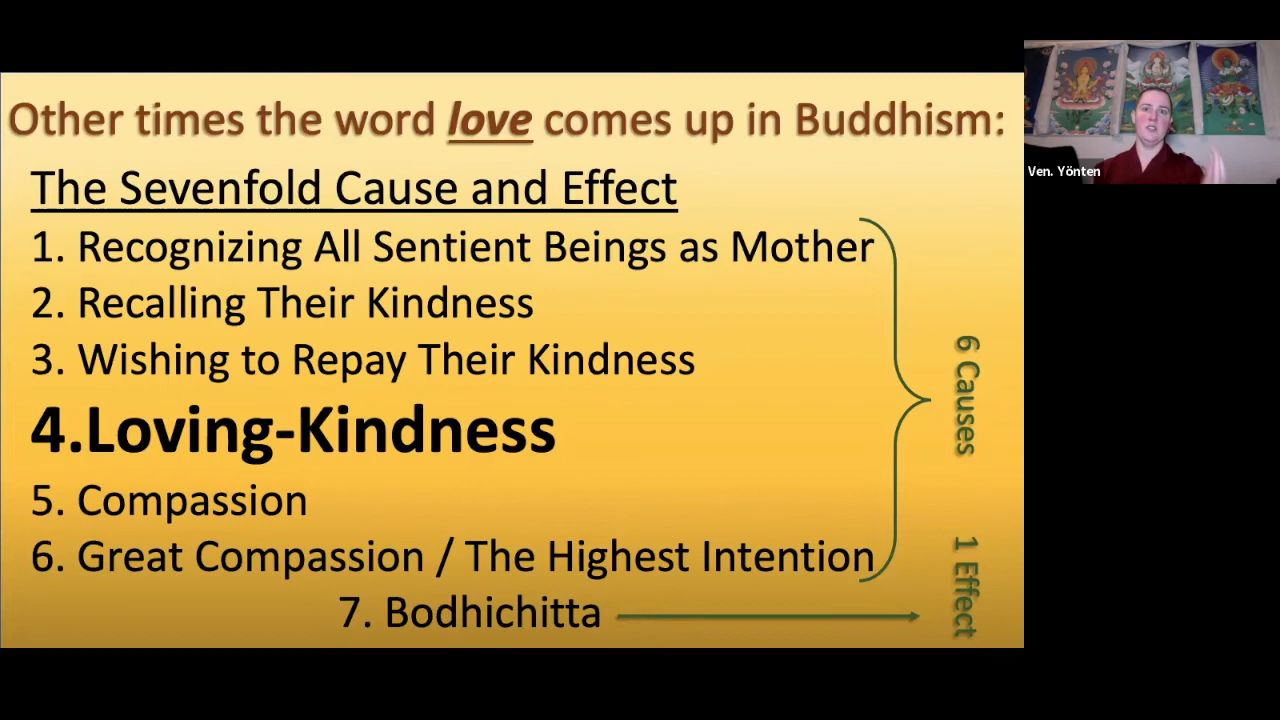 Other times the word love comes up in Buddhism:
The Sevenfold Cause and Effect
1. Recognizing All Sentient Beings as Mother
2. Recalling Their Kindness
3. Wishing to Repay Their Kindness
4.Loving-Kindness
5. Compassion
6. Great Compassion / The Highest Intention
7. Bodhichitta
6 Causes
1 Effect
Ven. Yönten